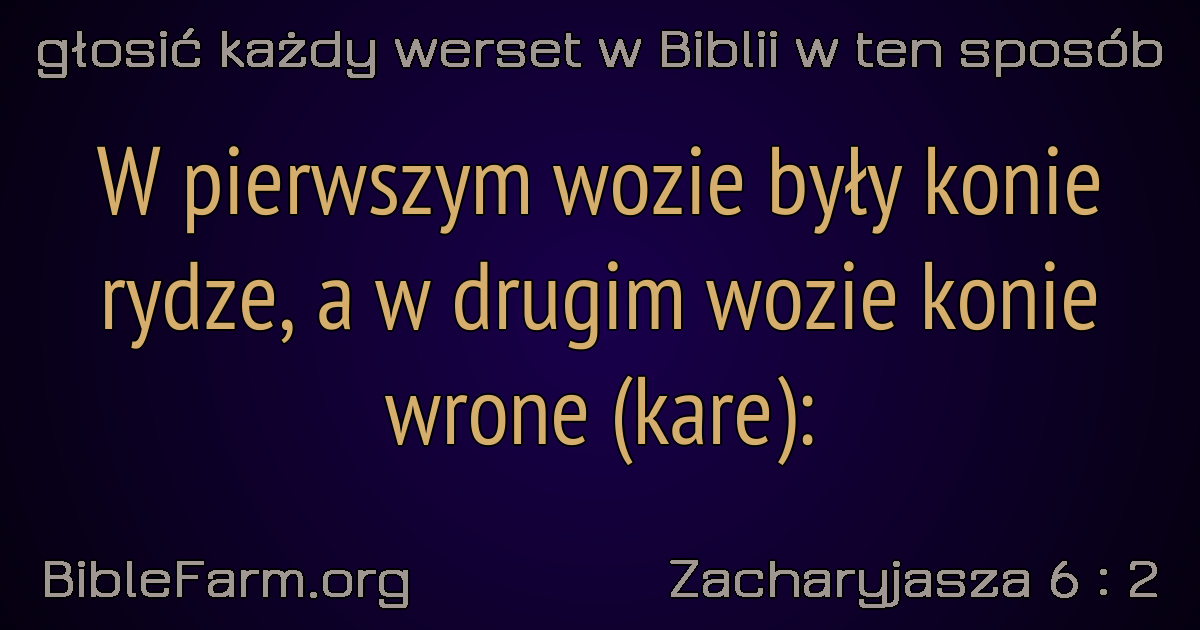 głosić każdy werset w Biblii w ten sposób
W pierwszym wozie były konie
rydze, a w drugim wozie konie
wrone (kare):
BibleFarm.org
Zacharyjasza 6 : 2